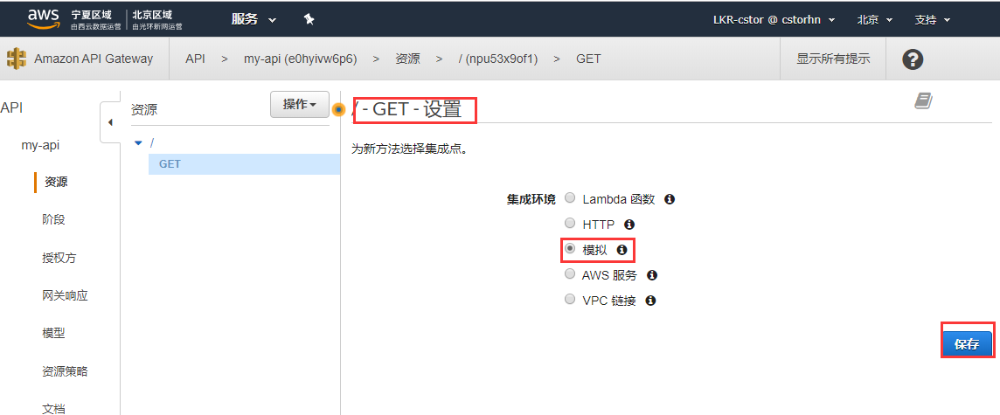 aws 宁夏区域 北京区域 服务 LKR-cstor @ cstorhn 北京 支持
由西云数据运营 由光环新网运营
Amazon API Gateway API > my-api (e0hyivw6p6) > 资源 > / (npu53x9of1) > GET 显示所有提示 ?
API
my-api
资源
阶段
授权方
网关响应
模型
资源策略
文档
资源 操作
/
GET
/ - GET - 设置
为新方法选择集成点。
集成环境 Lambda 函数
HTTP
模拟
AWS 服务
VPC 链接
保存